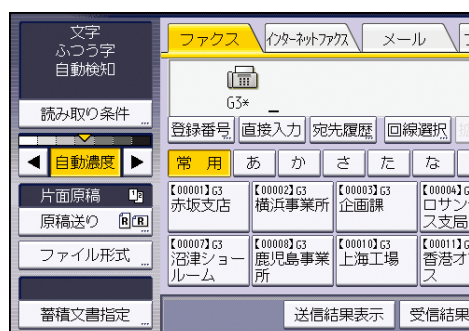 文字
ふつう字
自動検知
読み取り条件
自動濃度
片面原稿
原稿送り
ファイル形式
蓄積文書指定
ファクス
インターネットファクス
メール
G3*
登録番号
直接入力
宛先履歴
回線選択
常用
あ
か
さ
た
な
【00001】G3
赤坂支店
【00002】G3
横浜事業所
【00003】G3
企画課
【00004】G
ロサン
ス支局
【00007】G3
沼津ショー
ルーム
【00008】G3
鹿児島事業
所
【00010】G3
上海工場
【00011】G
香港オ
ス
送信結果表示
受信結果